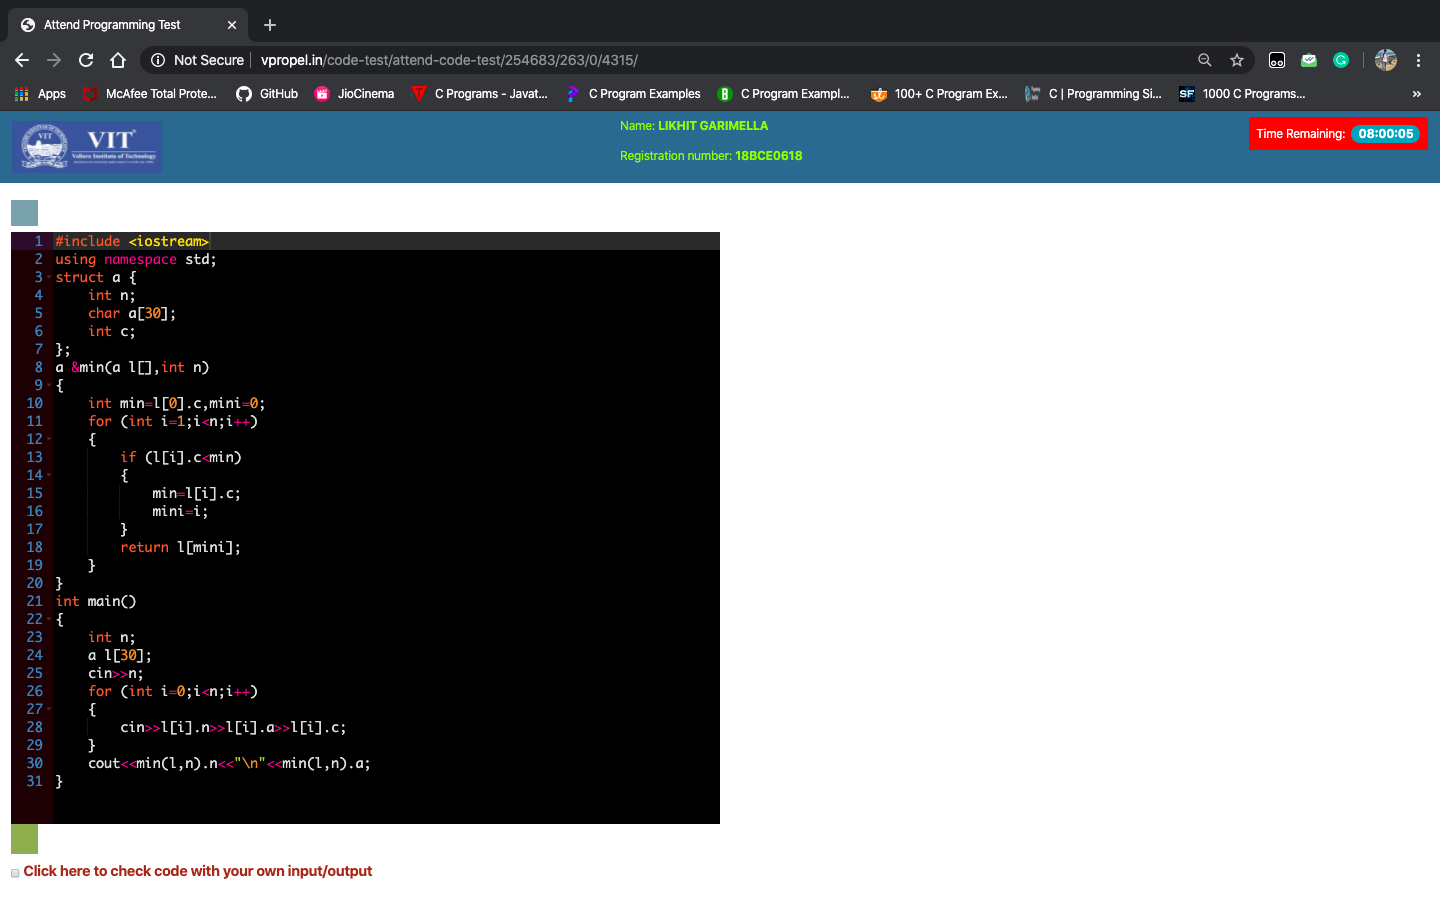 Attend Programming Test
Not Secure | vpropel.in/code-test/attend-code-test/254683/263/0/4315/
Apps McAfee Total Prote... GitHub JioCinema C Programs - Javat... C Program Examples C Program Exampl... 100+ C Program Ex... C | Programming Si... SF 1000 C Programs... »
VIT VIT®
Vellore Institute of Technology
Name: LIKHIT GARIMELLA
Registration number: 18BCE0618
Time Remaining: 08:00:05
1 #include <iostream>
2 using namespace std;
3 struct a {
4     int n;
5     char a[30];
6     int c;
7 };
8 a &min(a l[],int n)
9 {
10     int min=l[0].c,mini=0;
11     for (int i=1;i<n;i++)
12     {
13         if (l[i].c<min)
14         {
15             min=l[i].c;
16             mini=i;
17         }
18         return l[mini];
19     }
20 }
21 int main()
22 {
23     int n;
24     a l[30];
25     cin>>n;
26     for (int i=0;i<n;i++)
27     {
28         cin>>l[i].n>>l[i].a>>l[i].c;
29     }
30     cout<<min(l,n).n<<"\n"<<min(l,n).a;
31 }
Click here to check code with your own input/output